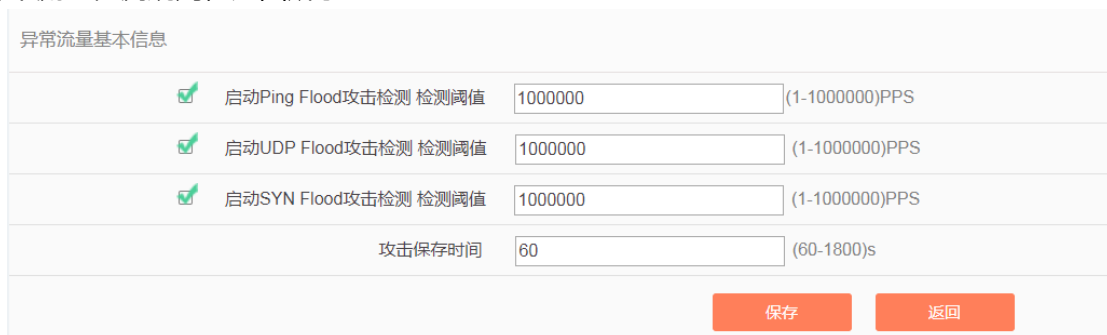 异常流量基本信息
启动Ping Flood攻击检测 检测阈值 1000000 (1-1000000)PPS
启动UDP Flood攻击检测 检测阈值 1000000 (1-1000000)PPS
启动SYN Flood攻击检测 检测阈值 1000000 (1-1000000)PPS
攻击保存时间 60 (60-1800)s
保存 返回